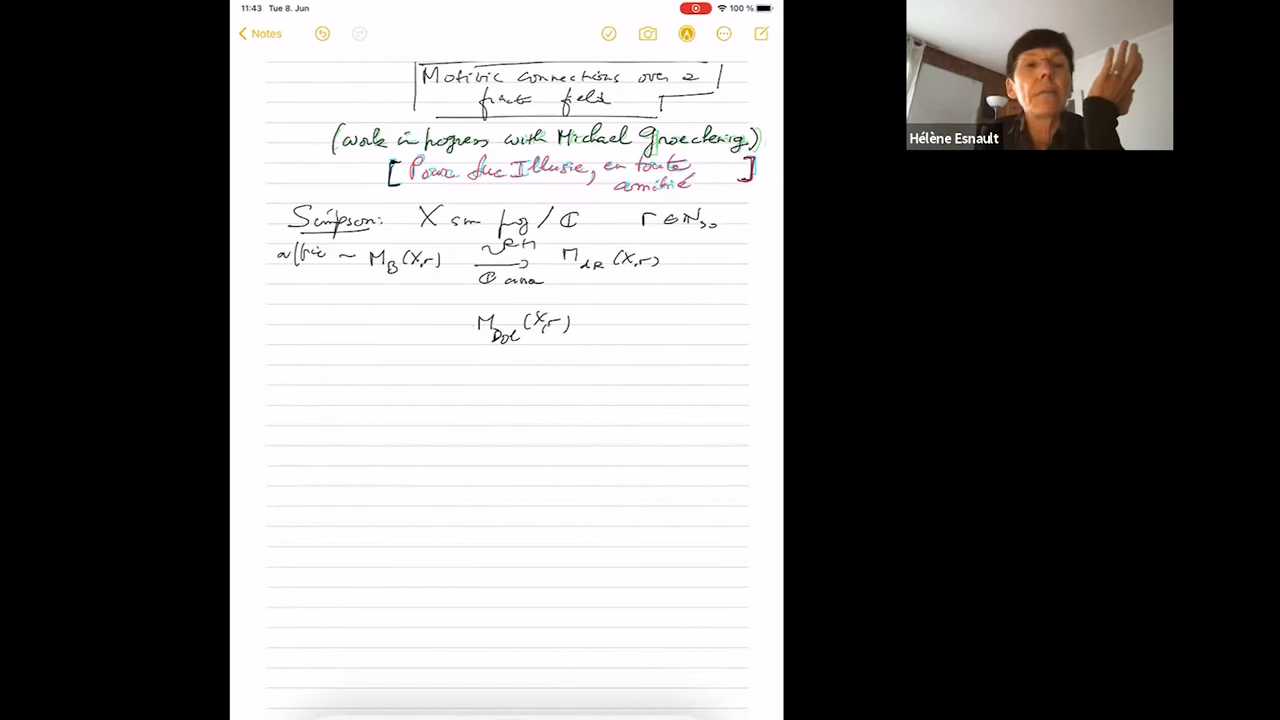 11:43 Tue 8. Jun
100 %
Notes
Motivic connections over a
finite field
(work in progress with Michael Groechenig)
[Pour Luc Illusie, en toute
amitié]
Simpson: X sm proj / ℂ r ∈ ℕ>0
affine ~ M_B (X,r) → M_dR (X,r)
RH
ℂ ana
M_Dol (X,r)
Hélène Esnault